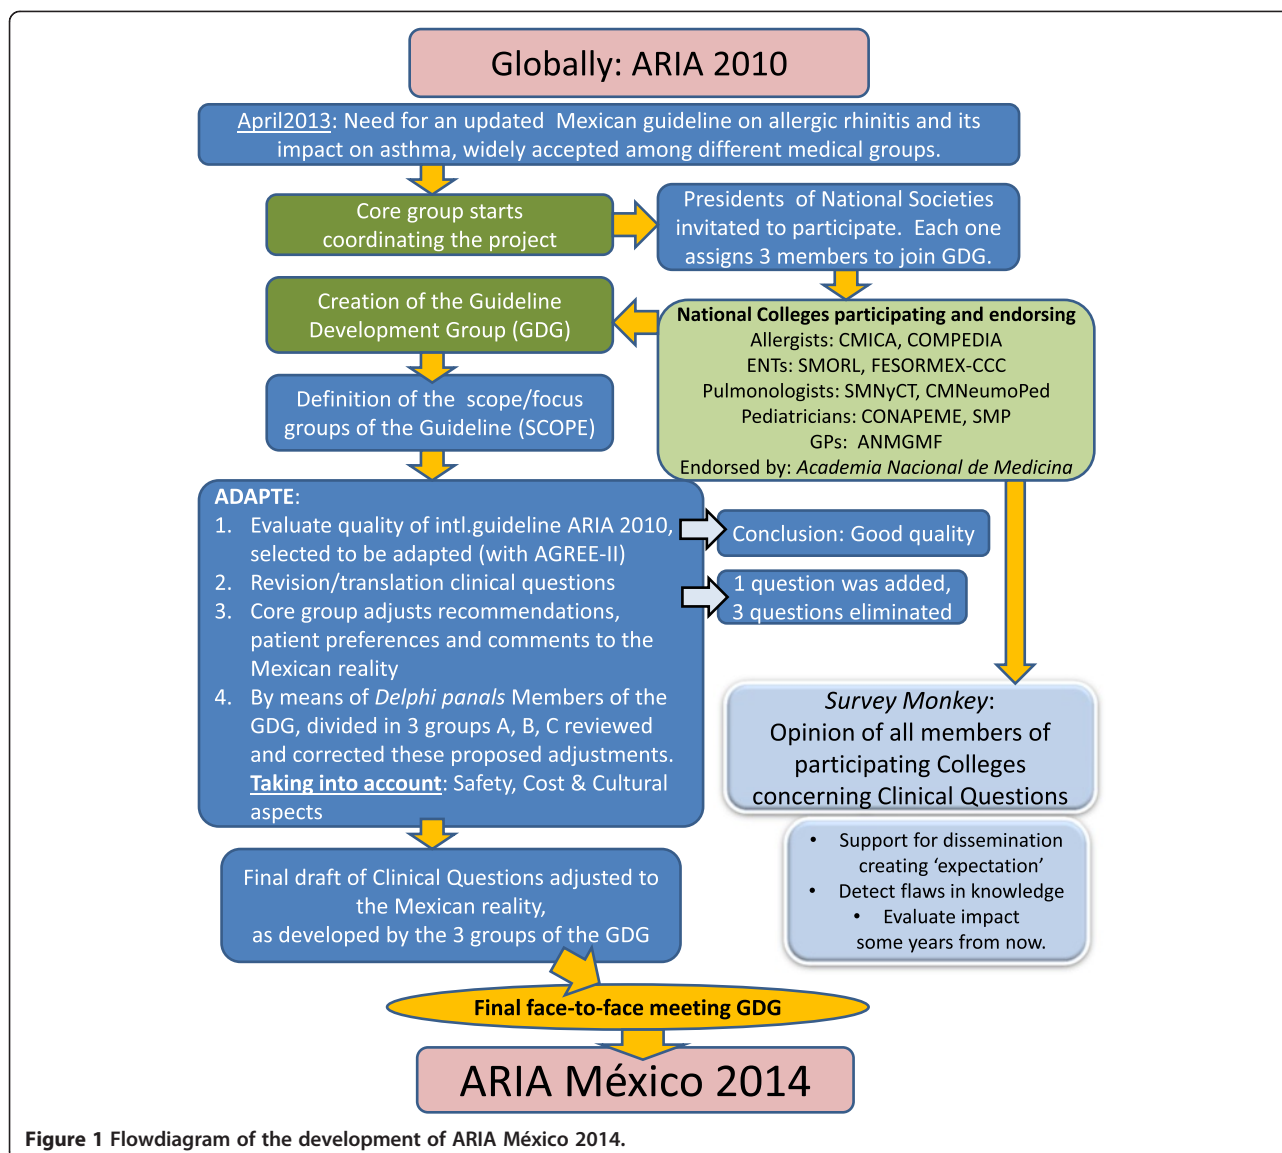 Globally: ARIA 2010
April2013: Need for an updated Mexican guideline on allergic rhinitis and its
impact on asthma, widely accepted among different medical groups.
Core group starts
coordinating the project
Presidents of National Societies
invitated to participate. Each one
assigns 3 members to join GDG.
Creation of the Guideline
Development Group (GDG)
National Colleges participating and endorsing
Allergists: CMICA, COMPEDIA
ENTs: SMORL, FESORMEX-CCC
Pulmonologists: SMNyCT, CMNeumoPed
Pediatricians: CONAPEME, SMP
GPs: ANMGMF
Endorsed by: Academia Nacional de Medicina
Definition of the scope/focus
groups of the Guideline (SCOPE)
ADAPTE:
1. Evaluate quality of intl.guideline ARIA 2010,
selected to be adapted (with AGREE-II)
2. Revision/translation clinical questions
3. Core group adjusts recommendations,
patient preferences and comments to the
Mexican reality
4. By means of Delphi panals Members of the
GDG, divided in 3 groups A, B, C reviewed
and corrected these proposed adjustments.
Taking into account: Safety, Cost & Cultural
aspects
Conclusion: Good quality
1 question was added,
3 questions eliminated
Survey Monkey:
Opinion of all members of
participating Colleges
concerning Clinical Questions
• Support for dissemination
creating ‘expectation’
• Detect flaws in knowledge
• Evaluate impact
some years from now.
Final draft of Clinical Questions adjusted to
the Mexican reality,
as developed by the 3 groups of the GDG
Final face-to-face meeting GDG
ARIA México 2014
Figure 1 Flowdiagram of the development of ARIA México 2014.